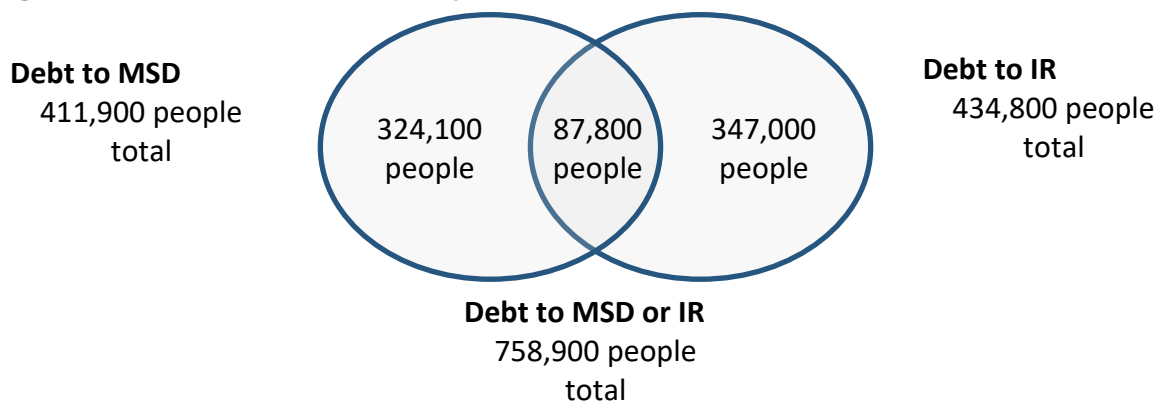 Debt to MSD
411,900 people
total
324,100
people
87,800
people
347,000
people
Debt to IR
434,800 people
total
Debt to MSD or IR
758,900 people
total